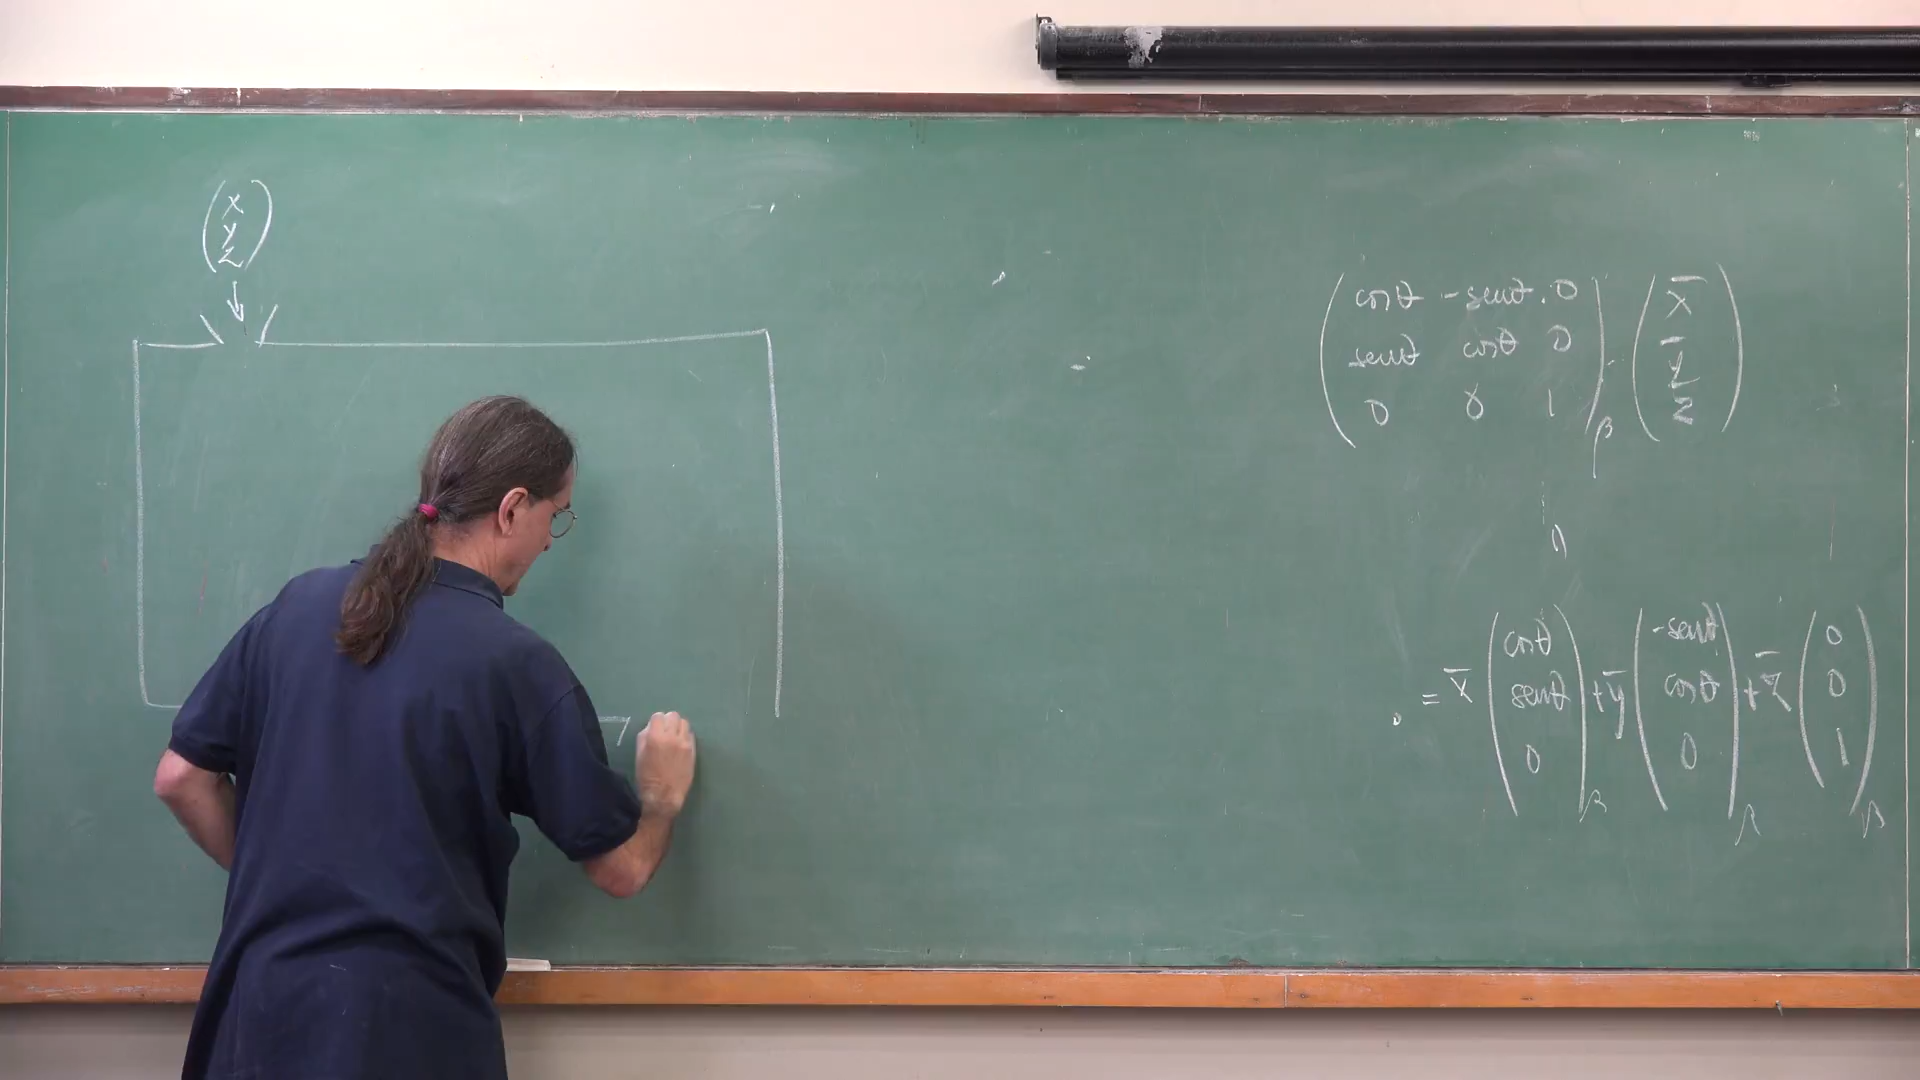 (x
y
z)
↓
(cosθ -senθ 0
senθ cosθ 0
0 0 1)β (x̄
ȳ
z̄)
= x̄ (cosθ
senθ
0)β + ȳ (-senθ
cosθ
0)β + z̄ (0
0
1)β